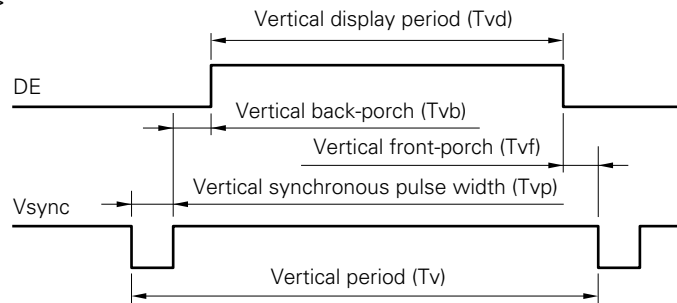 Vertical display period (Tvd)
DE
Vertical back-porch (Tvb)
Vertical front-porch (Tvf)
Vertical synchronous pulse width (Tvp)
Vsync
Vertical period (Tv)